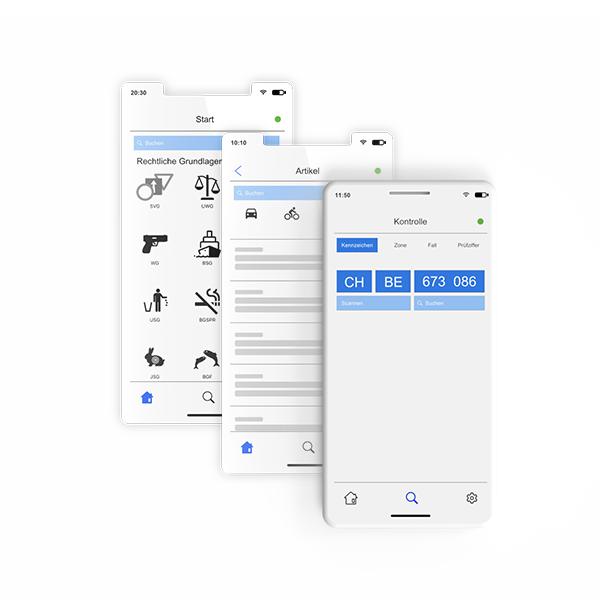 20:30
Start
Suchen
Rechtliche Grundlagen
SVG
UWG
WG
BSG
USG
BGSPR
JSG
BGF
10:10
Artikel
Suchen
11:50
Kontrolle
Kennzeichen Zone Fall Prüfziffer
CH BE 673 086
Scannen Suchen